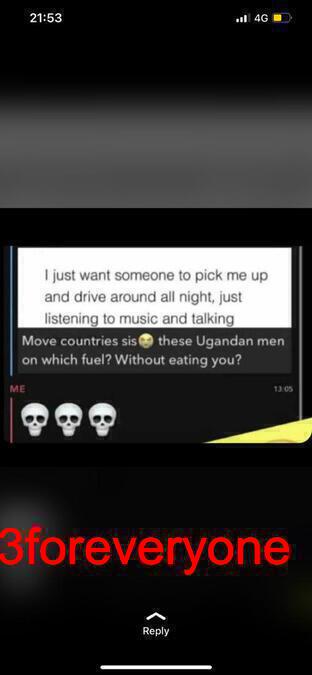 21:53
4G
I just want someone to pick me up
and drive around all night, just
listening to music and talking
Move countries sis😭 these Ugandan men
on which fuel? Without eating you?
ME
13:05
💀💀💀
3foreveryone
Reply